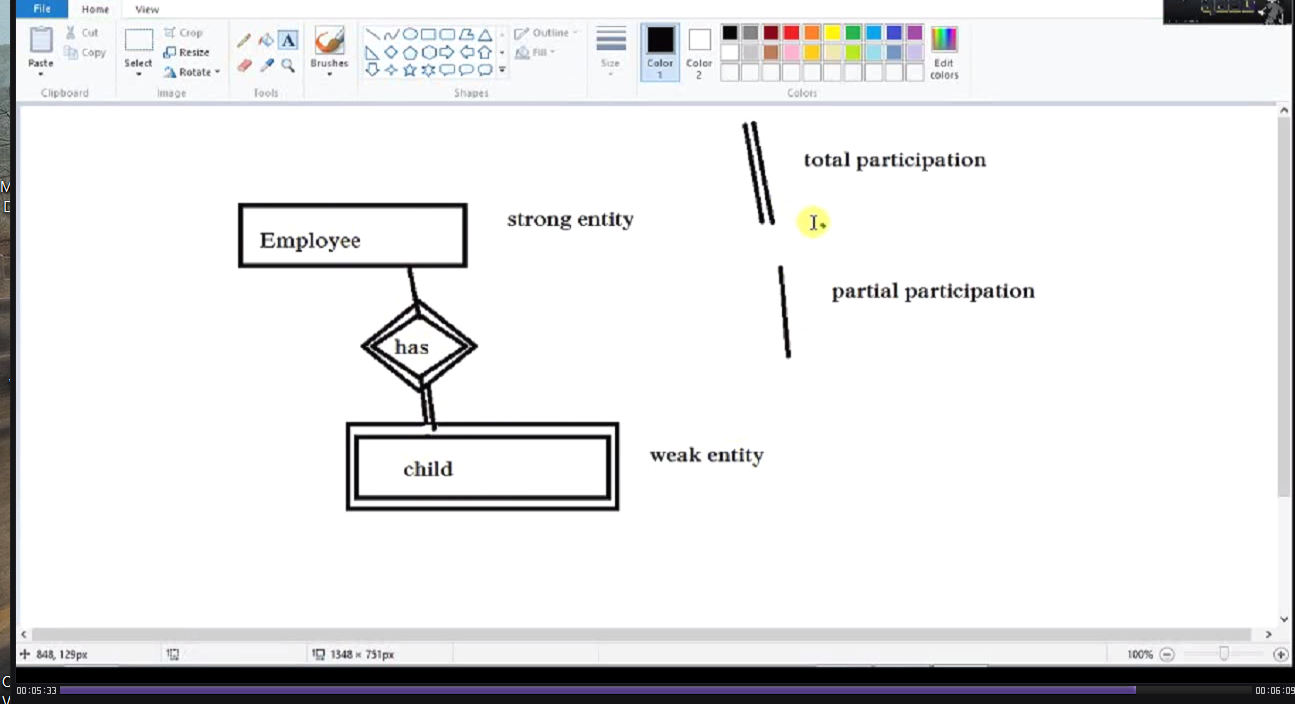 File Home View
Cut
Copy
Paste
Clipboard
Select
Crop
Resize
Rotate
Image
A
Tools
Brushes
Outline
Fill
Shapes
Size
Color 1
Color 2
Edit colors
Colors
total participation
strong entity
Employee
partial participation
has
weak entity
child
848, 129px
1348 × 751px
100%
00:05:33
00:06:09